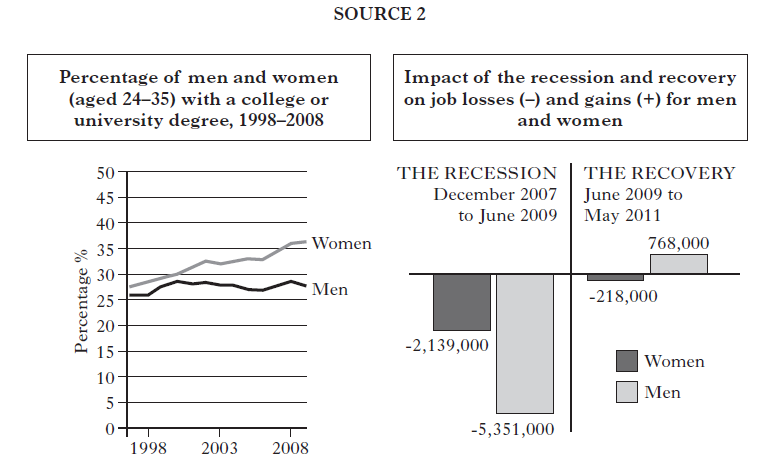 SOURCE 2
Percentage of men and women
(aged 24–35) with a college or
university degree, 1998–2008
Percentage %
50
45
40
35
30
25
20
15
10
5
0
1998
2003
2008
Women
Men
Impact of the recession and recovery
on job losses (–) and gains (+) for men
and women
THE RECESSION
December 2007
to June 2009
THE RECOVERY
June 2009 to
May 2011
-2,139,000
-5,351,000
768,000
-218,000
Women
Men